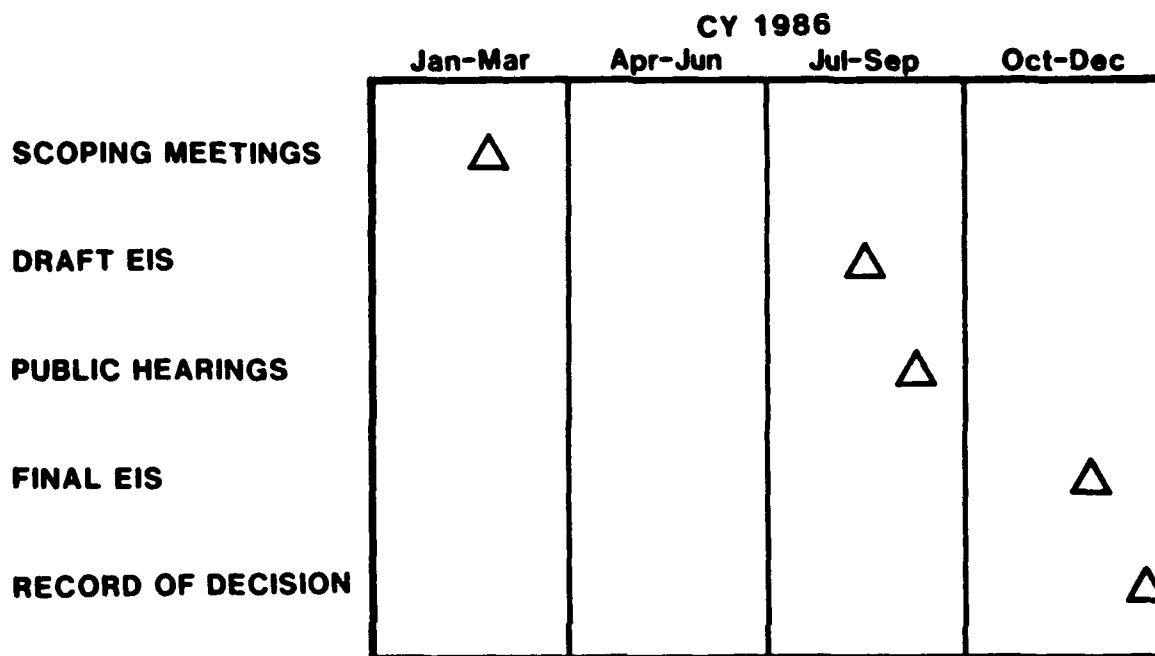 CY 1986
Jan-Mar Apr-Jun Jul-Sep Oct-Dec
SCOPING MEETINGS
DRAFT EIS
PUBLIC HEARINGS
FINAL EIS
RECORD OF DECISION